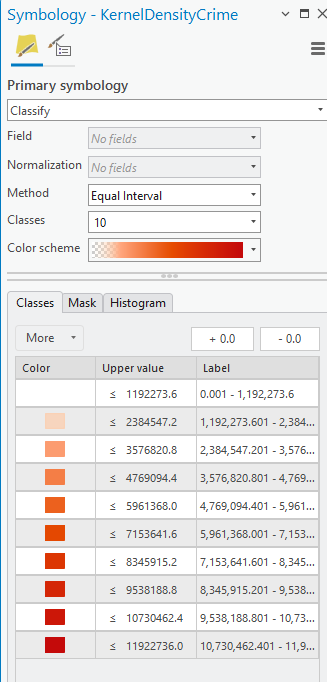 Symbology - KernelDensityCrime
Primary symbology
Classify
Field No fields
Normalization No fields
Method Equal Interval
Classes 10
Color scheme
Classes Mask Histogram
More + 0.0 - 0.0
Color Upper value Label
≤ 1192273.6 0.001 - 1,192,273.6
≤ 2384547.2 1,192,273.601 - 2,384...
≤ 3576820.8 2,384,547.201 - 3,576...
≤ 4769094.4 3,576,820.801 - 4,769...
≤ 5961368.0 4,769,094.401 - 5,961...
≤ 7153641.6 5,961,368.001 - 7,153...
≤ 8345915.2 7,153,641.601 - 8,345...
≤ 9538188.8 8,345,915.201 - 9,538...
≤ 10730462.4 9,538,188.801 - 10,73...
≤ 11922736.0 10,730,462.401 - 11,9...